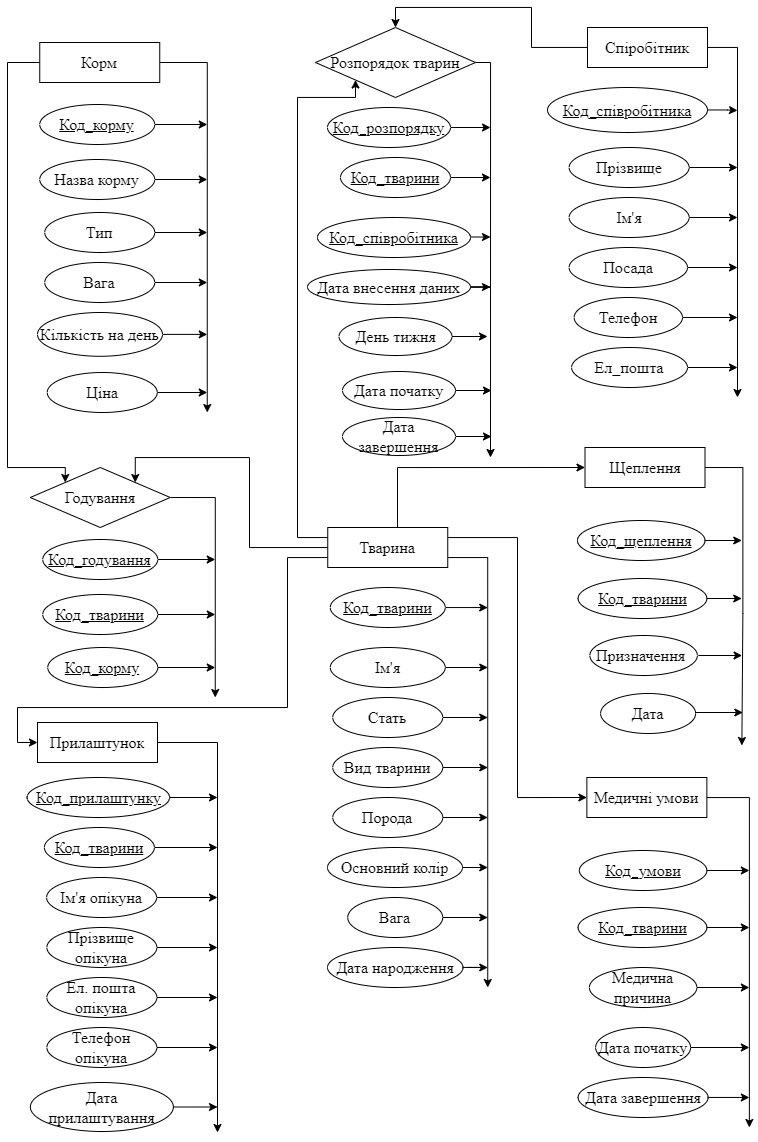 Корм
Код_корму
Назва корму
Тип
Вага
Кількість на день
Ціна
Розпорядок тварин
Код_розпорядку
Код_тварини
Код_співробітника
Дата внесення даних
День тижня
Дата початку
Дата
завершення
Спіробітник
Код_співробітника
Прізвище
Ім'я
Посада
Телефон
Ел_пошта
Годування
Код_годування
Код_тварини
Код_корму
Тварина
Код_тварини
Ім'я
Стать
Вид тварини
Порода
Основний колір
Вага
Дата народження
Щеплення
Код_щеплення
Код_тварини
Призначення
Дата
Прилаштунок
Код_прилаштунку
Код_тварини
Ім'я опікуна
Прізвище
опікуна
Ел. пошта
опікуна
Телефон
опікуна
Дата
прилаштування
Медичні умови
Код_умови
Код_тварини
Медична
причина
Дата початку
Дата завершення